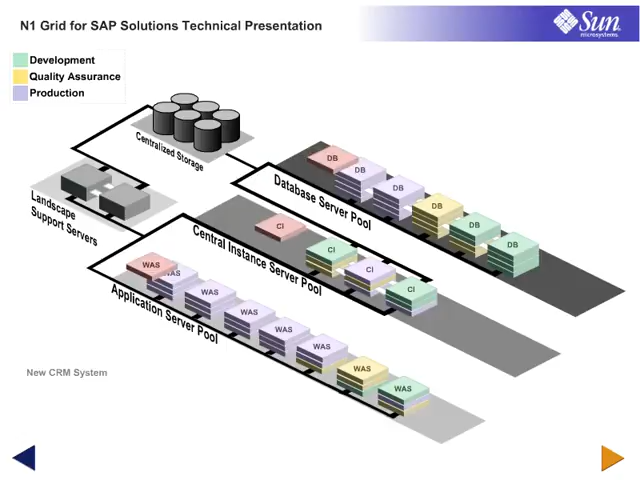 N1 Grid for SAP Solutions Technical Presentation
Sun
microsystems
Development
Quality Assurance
Production
Centralized Storage
Landscape
Support Servers
Database Server Pool
DB
DB
DB
DB
DB
DB
Central Instance Server Pool
CI
CI
CI
CI
Application Server Pool
WAS
WAS
WAS
WAS
WAS
WAS
WAS
WAS
New CRM System